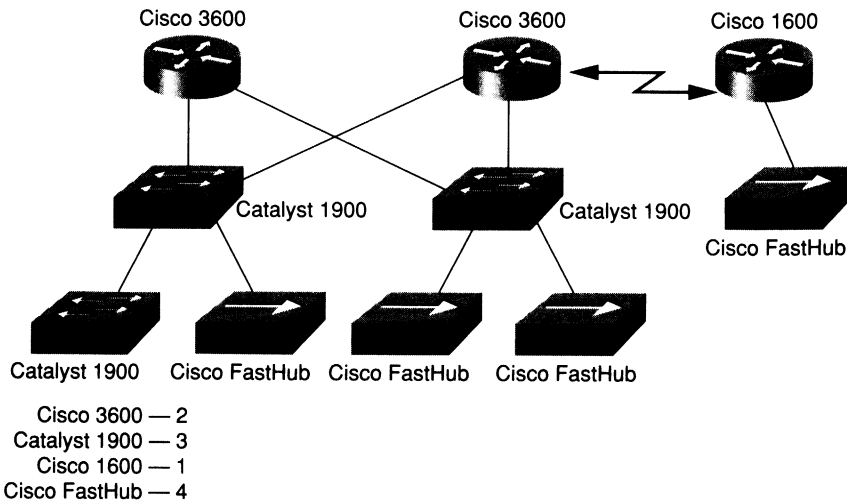 Cisco 3600
Cisco 3600
Cisco 1600
Catalyst 1900
Catalyst 1900
Cisco FastHub
Catalyst 1900
Cisco FastHub
Cisco FastHub
Cisco FastHub
Cisco 3600 — 2
Catalyst 1900 — 3
Cisco 1600 — 1
Cisco FastHub — 4